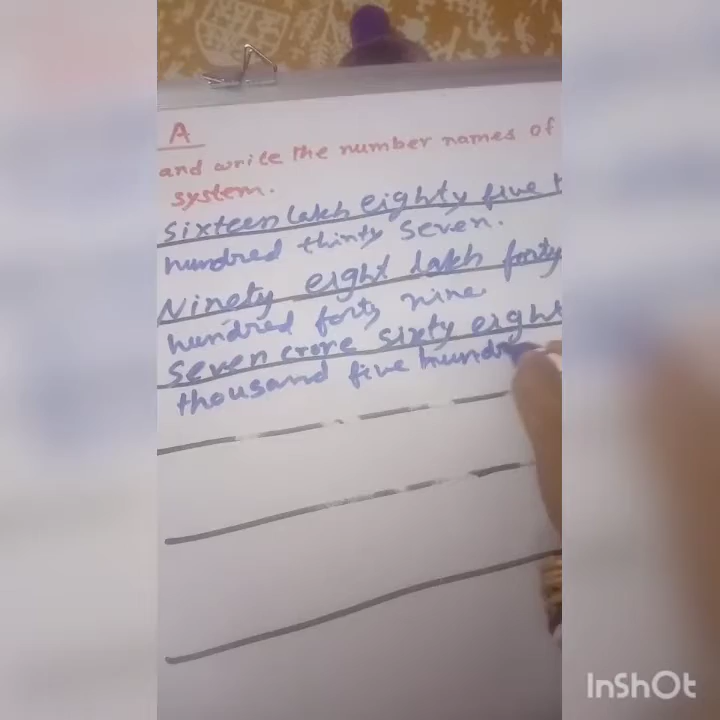 A
and write the number names of
system.
Sixteen lakh eighty five
hundred thirty seven.
Ninety eight lakh forty
hundred forty nine
Seven crore sixty eight
thousand five hundr
InShOt